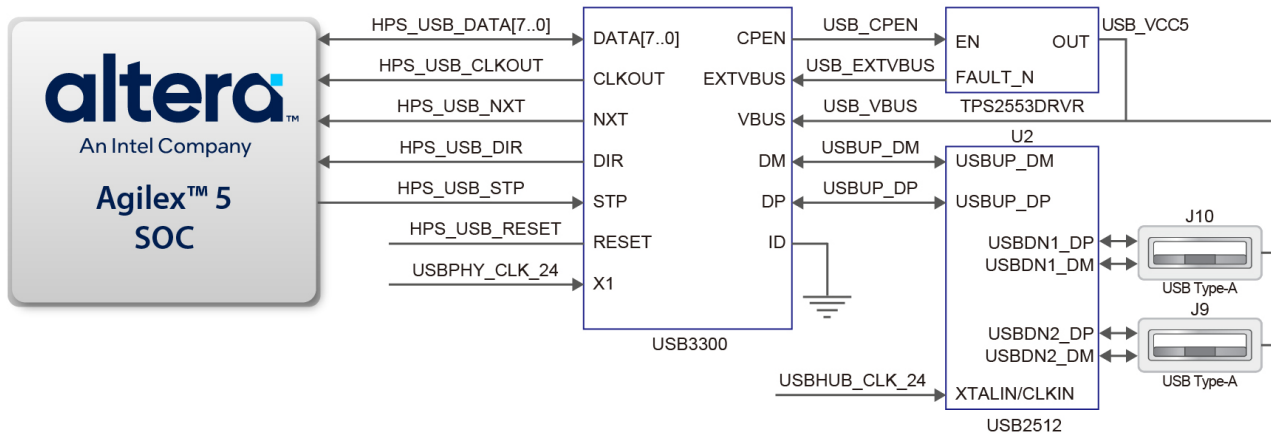 altera™
An Intel Company
Agilex™ 5
SOC
HPS_USB_DATA[7..0]
HPS_USB_CLKOUT
HPS_USB_NXT
HPS_USB_DIR
HPS_USB_STP
HPS_USB_RESET
USBPHY_CLK_24
DATA[7..0]
CLKOUT
NXT
DIR
STP
RESET
X1
CPEN
EXTVBUS
VBUS
DM
DP
ID
USB3300
USB_CPEN
USB_EXTVBUS
USB_VBUS
USBUP_DM
USBUP_DP
EN
OUT
FAULT_N
TPS2553DRVR
USB_VCC5
U2
USBUP_DM
USBUP_DP
USBDN1_DP
USBDN1_DM
USBDN2_DP
USBDN2_DM
USBHUB_CLK_24
XTALIN/CLKIN
USB2512
J10
USB Type-A
J9
USB Type-A